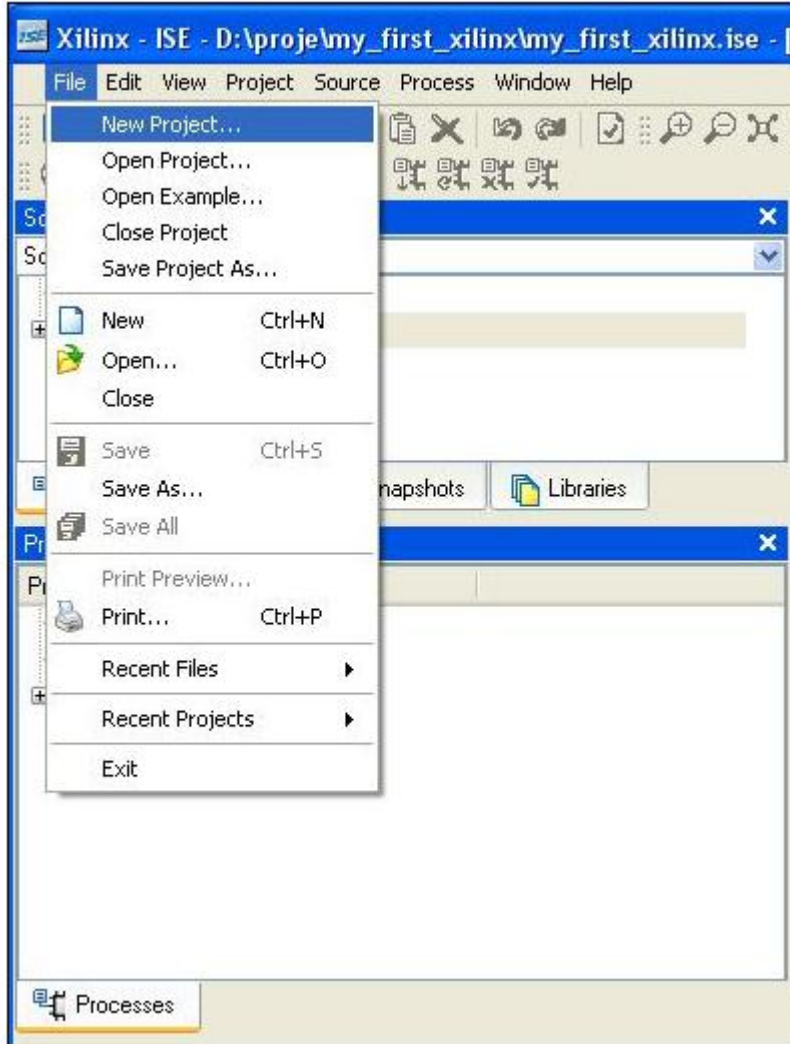 ISE Xilinx - ISE - D:\proje\my_first_xilinx\my_first_xilinx.ise - [
File Edit View Project Source Process Window Help
New Project...
Open Project...
Open Example...
Close Project
Save Project As...
New Ctrl+N
Open... Ctrl+O
Close
Save Ctrl+S
Save As...
napshots Libraries
Save All
Print Preview...
Print... Ctrl+P
Recent Files
Recent Projects
Exit
Processes